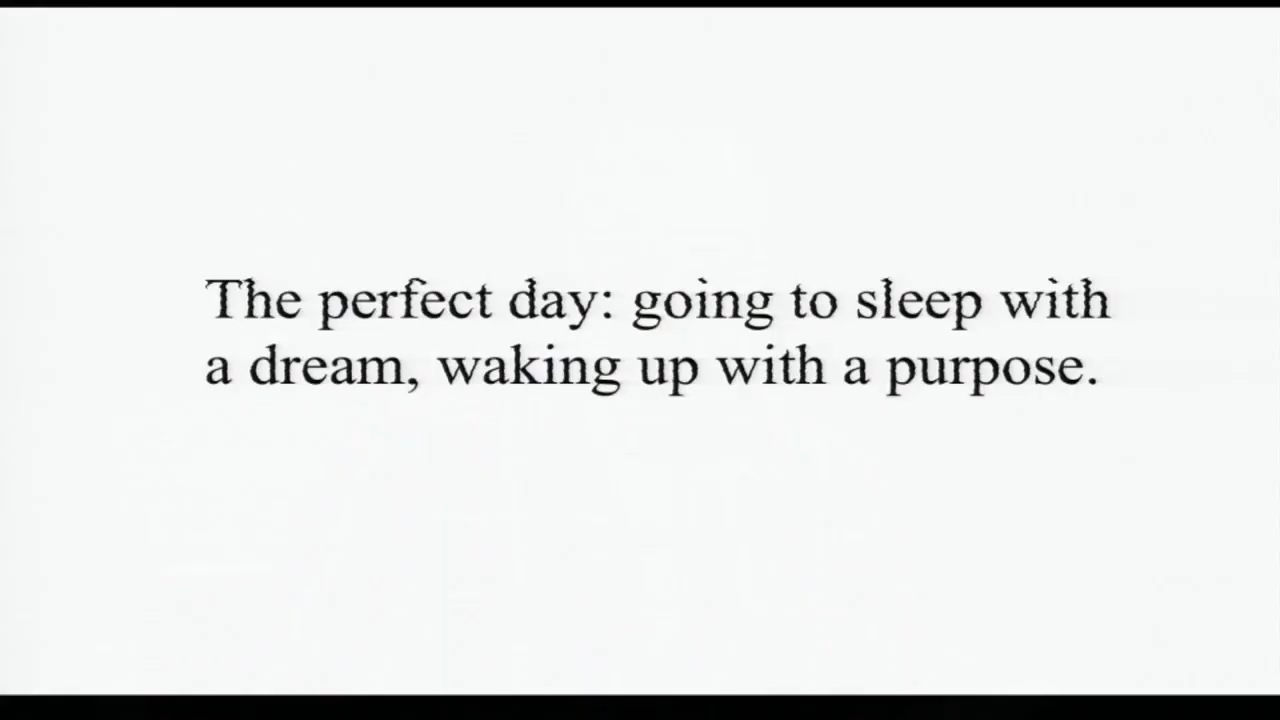 The perfect day: going to sleep with
a dream, waking up with a purpose.